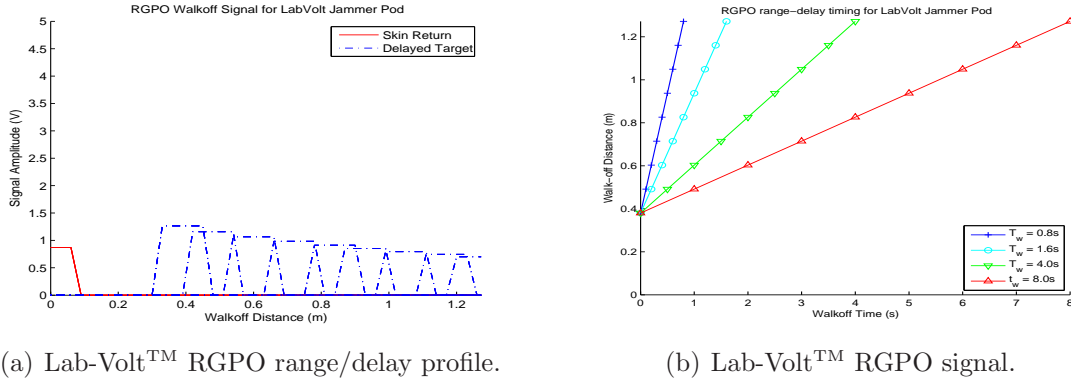 RGPO Walkoff Signal for LabVolt Jammer Pod
Signal Amplitude (V)
5
4.5
4
3.5
3
2.5
2
1.5
1
0.5
0
Skin Return
Delayed Target
0 0.2 0.4 0.6 0.8 1 1.2
Walkoff Distance (m)
(a) Lab-Volt™ RGPO range/delay profile.
RGPO range−delay timing for LabVolt Jammer Pod
Walk−off Distance (m)
1.2
1
0.8
0.6
0.4
0.2
0
T_w = 0.8s
T_w = 1.6s
T_w = 4.0s
t_w = 8.0s
0 1 2 3 4 5 6 7 8
Walkoff Time (s)
(b) Lab-Volt™ RGPO signal.